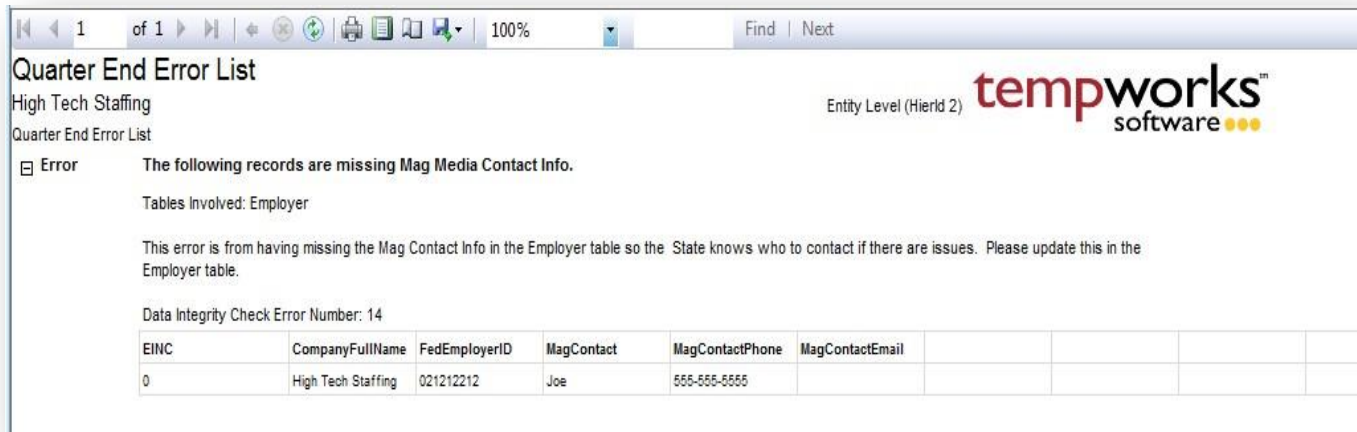 1 of 1 100% Find | Next
Quarter End Error List
High Tech Staffing
Entity Level (HierId 2)
tempworks™
software
Quarter End Error List
Error The following records are missing Mag Media Contact Info.
Tables Involved: Employer
This error is from having missing the Mag Contact Info in the Employer table so the State knows who to contact if there are issues. Please update this in the
Employer table.
Data Integrity Check Error Number: 14
EINC CompanyFullName FedEmployerID MagContact MagContactPhone MagContactEmail
0 High Tech Staffing 021212212 Joe 555-555-5555